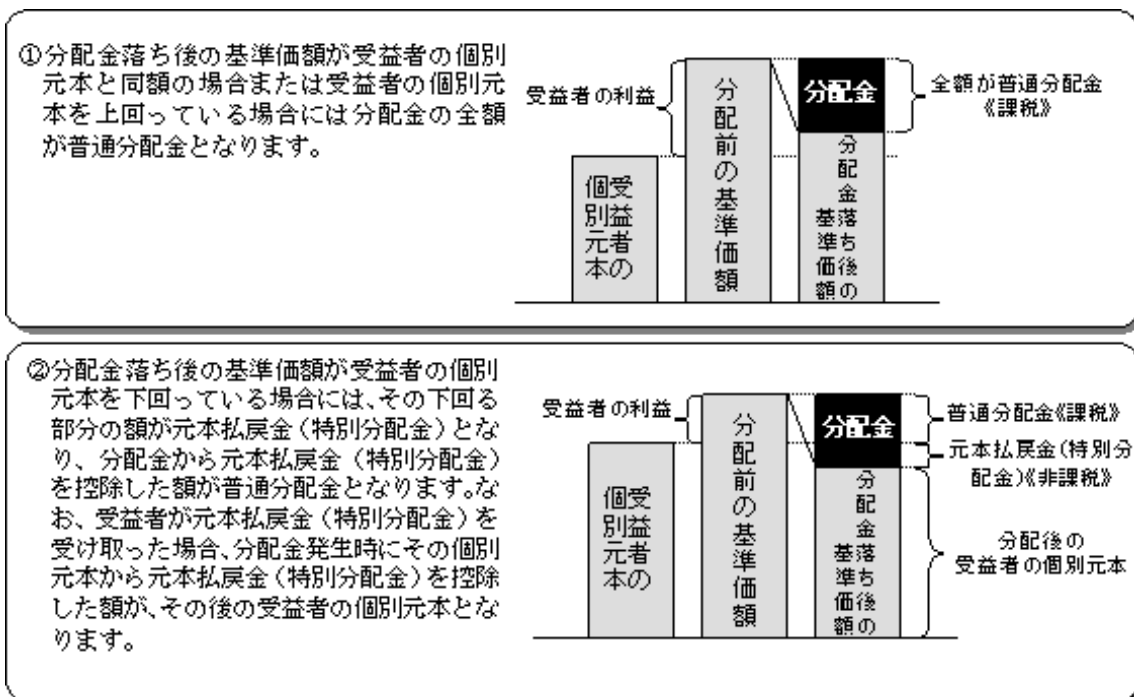 ①分配金落ち後の基準価額が受益者の個別
元本と同額の場合または受益者の個別元
本を上回っている場合には分配金の全額
が普通分配金となります。
受益者の利益
受益者の
個別元本
分配前の基準価額
分配金
分配金落ち後の
基準価額
全額が普通分配金
《課税》
②分配金落ち後の基準価額が受益者の個別
元本を下回っている場合には、その下回る
部分の額が元本払戻金（特別分配金）とな
り、分配金から元本払戻金（特別分配金）
を控除した額が普通分配金となります。な
お、受益者が元本払戻金（特別分配金）を
受け取った場合、分配金発生時にその個別
元本から元本払戻金（特別分配金）を控除
した額が、その後の受益者の個別元本とな
ります。
受益者の利益
受益者の
個別元本
分配前の基準価額
分配金
分配金落ち後の
基準価額
普通分配金《課税》
元本払戻金（特別分
配金）《非課税》
分配後の
受益者の個別元本